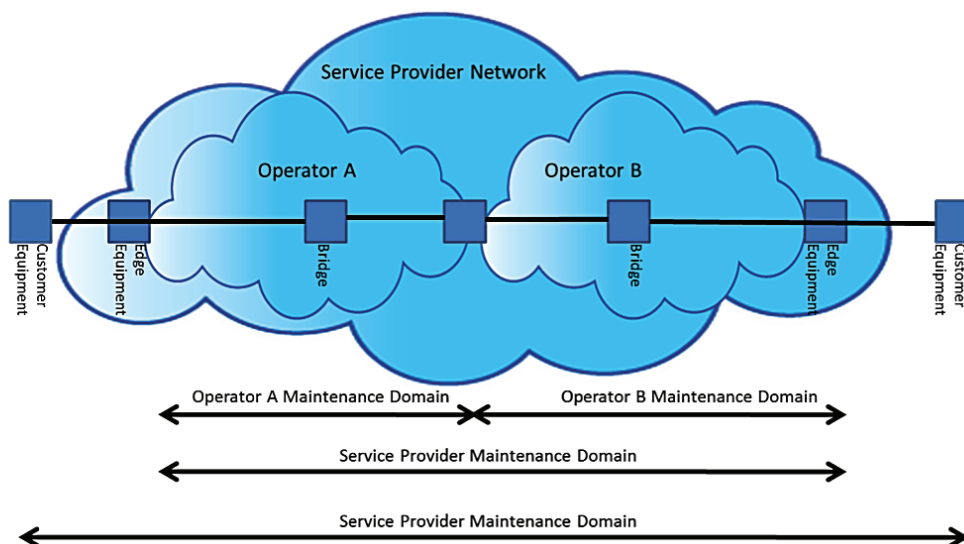 Service Provider Network
Operator A
Operator B
Customer
Equipment
Edge
Equipment
Bridge
Bridge
Edge
Equipment
Customer
Equipment
Operator A Maintenance Domain
Operator B Maintenance Domain
Service Provider Maintenance Domain
Service Provider Maintenance Domain